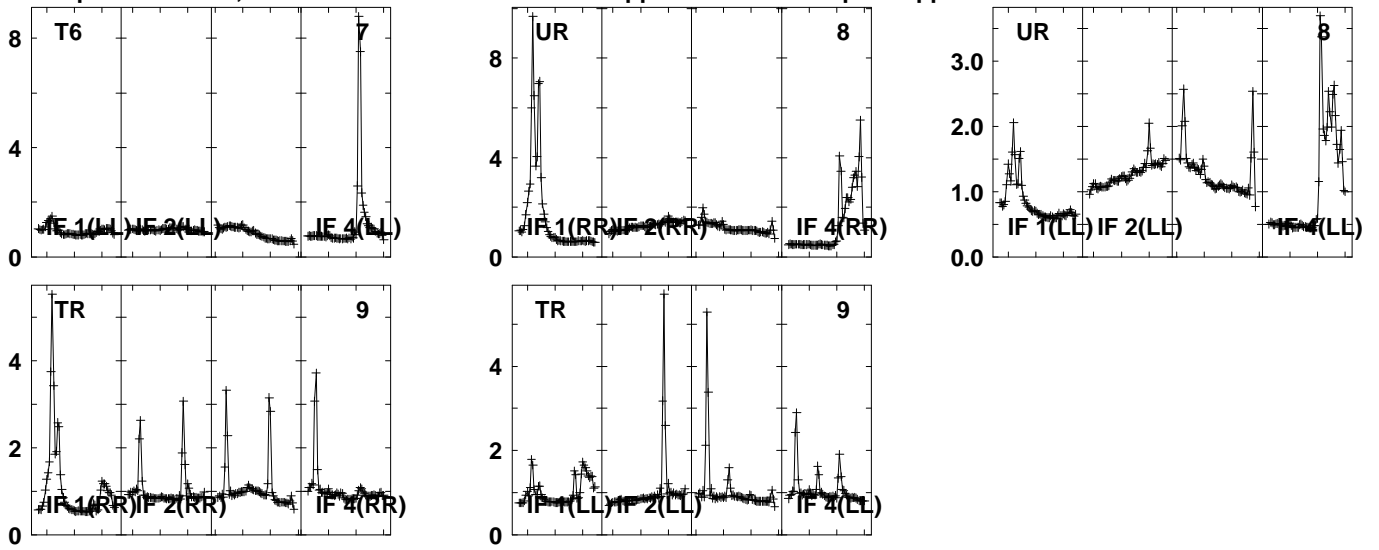 T6 7
8
4
0
IF 1(LL) IF 2(LL) IF 4(LL)
UR 8
8
4
0
IF 1(RR) IF 2(RR) IF 4(RR)
UR 8
3.0
2.0
1.0
0.0
IF 1(LL) IF 2(LL) IF 4(LL)
TR 9
4
2
0
IF 1(RR) IF 2(RR) IF 4(RR)
TR 9
4
2
0
IF 1(LL) IF 2(LL) IF 4(LL)